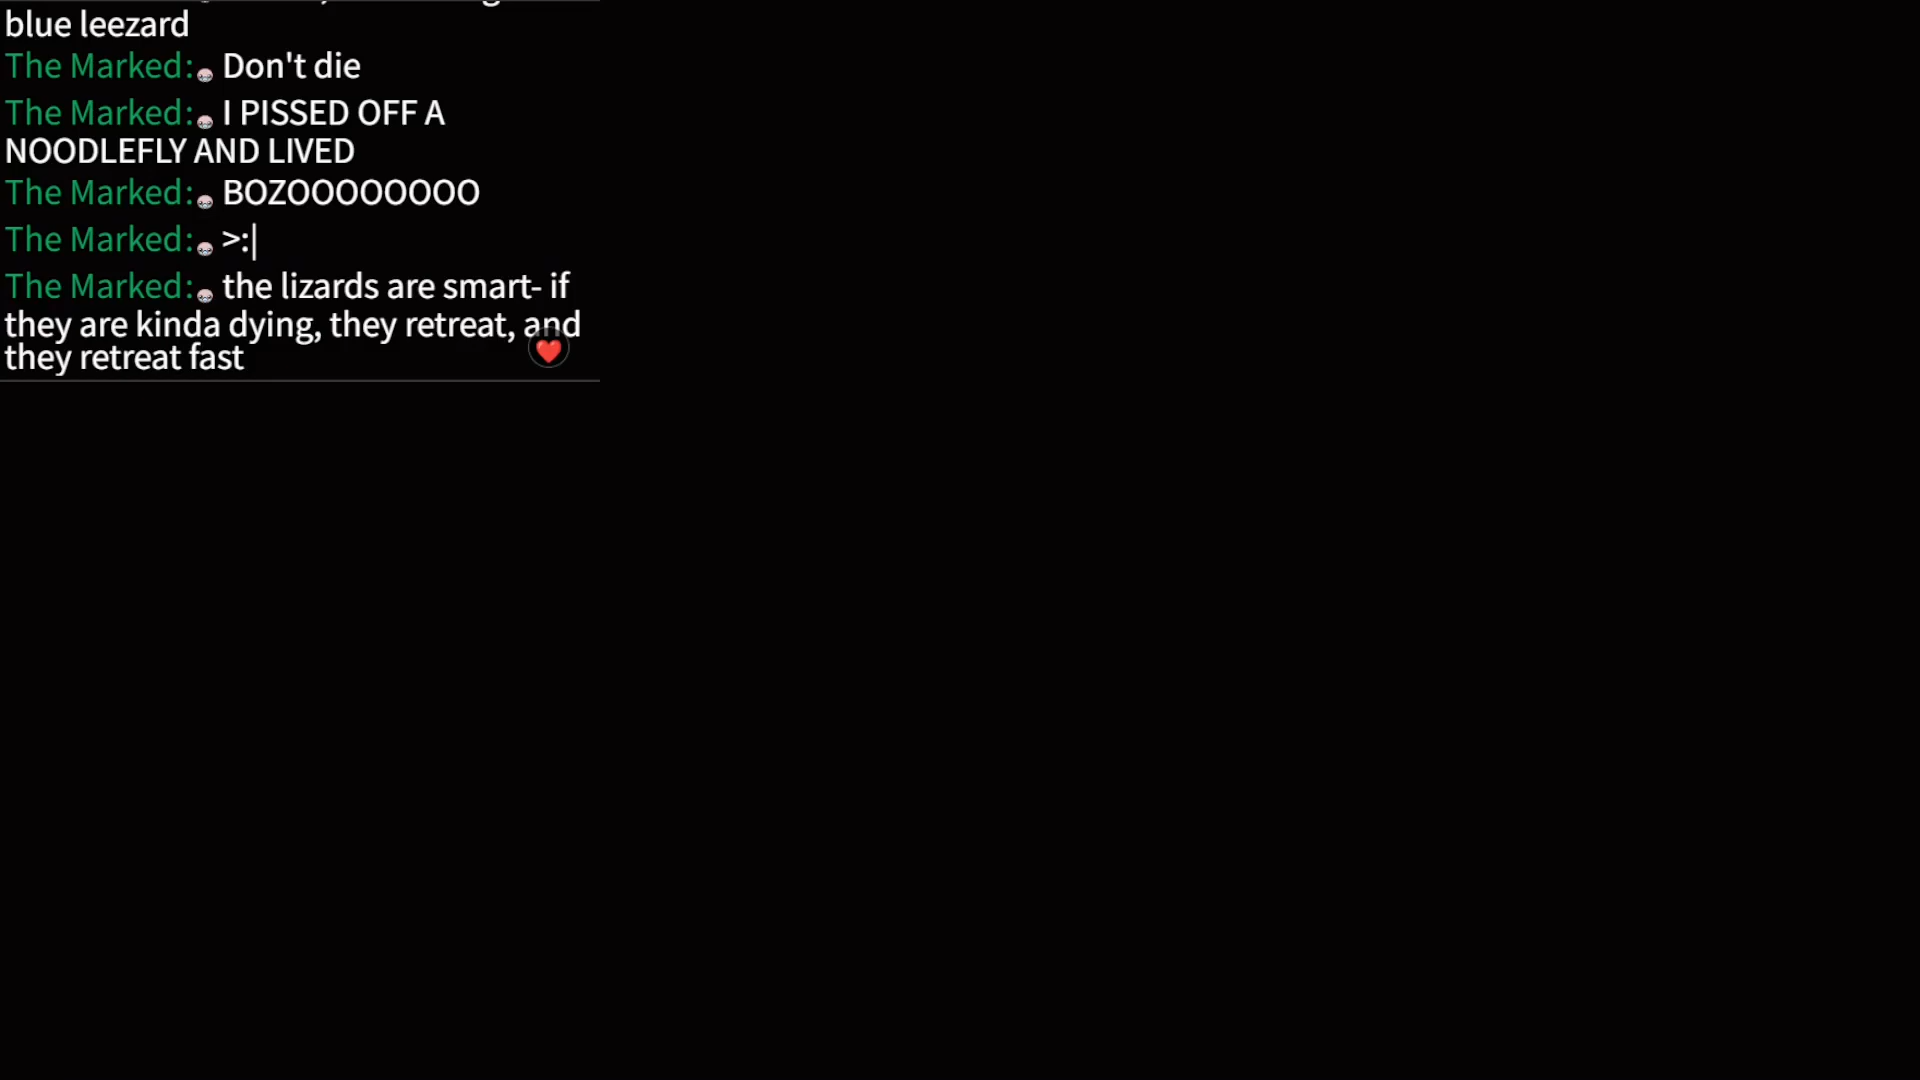 blue leezard
The Marked: Don't die
The Marked: I PISSED OFF A
NOODLEFLY AND LIVED
The Marked: BOZOOOOOOOO
The Marked: >:|
The Marked: the lizards are smart- if
they are kinda dying, they retreat, and
they retreat fast